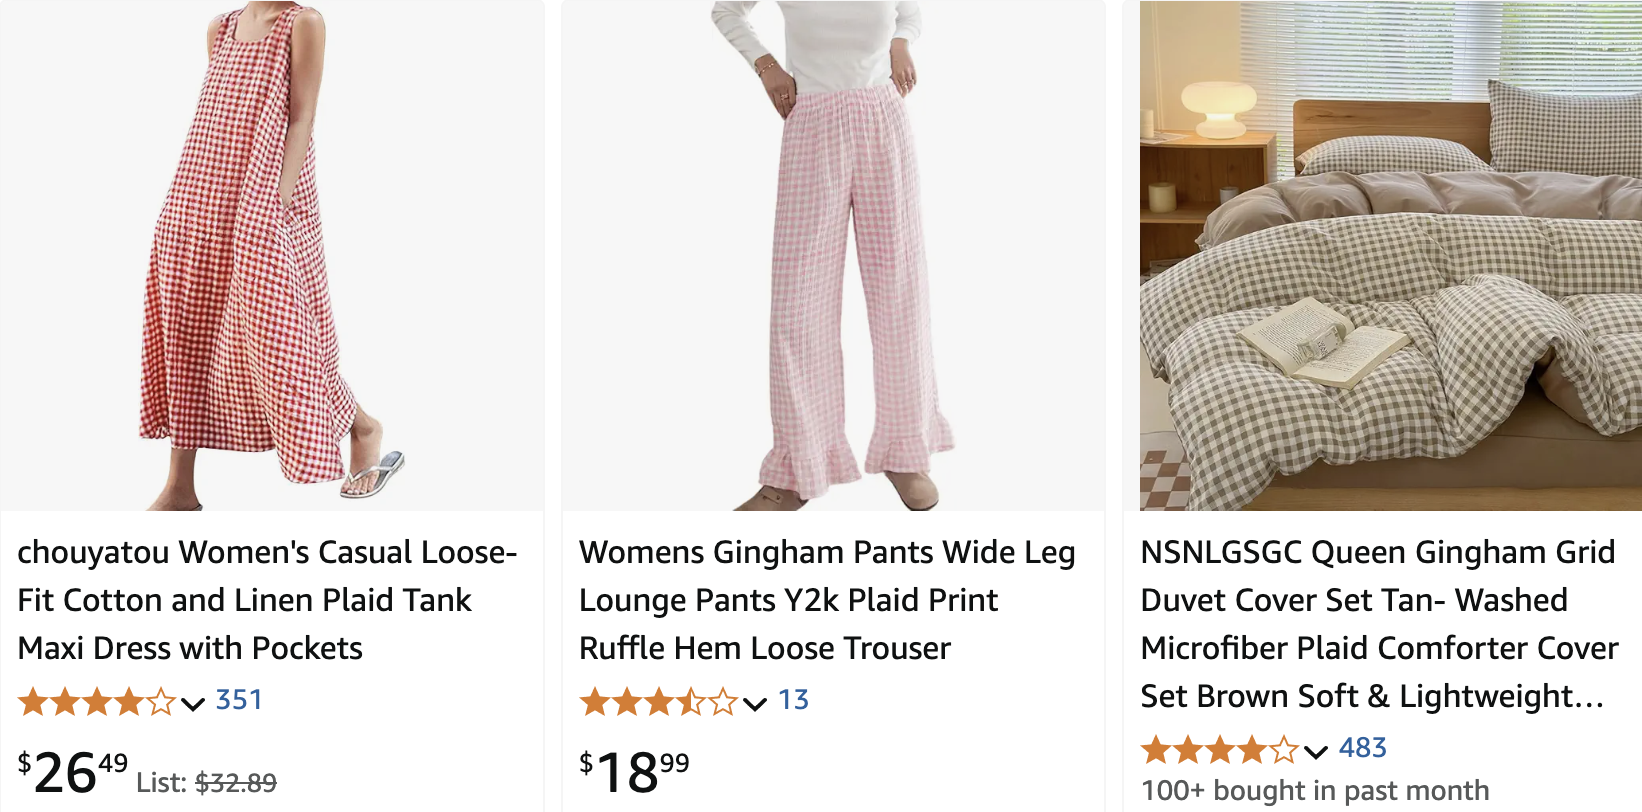 chouyatou Women's Casual Loose-
Fit Cotton and Linen Plaid Tank
Maxi Dress with Pockets
351
$26.49 List: $32.89
Womens Gingham Pants Wide Leg
Lounge Pants Y2k Plaid Print
Ruffle Hem Loose Trouser
13
$18.99
NSNLGSGC Queen Gingham Grid
Duvet Cover Set Tan- Washed
Microfiber Plaid Comforter Cover
Set Brown Soft & Lightweight...
483
100+ bought in past month